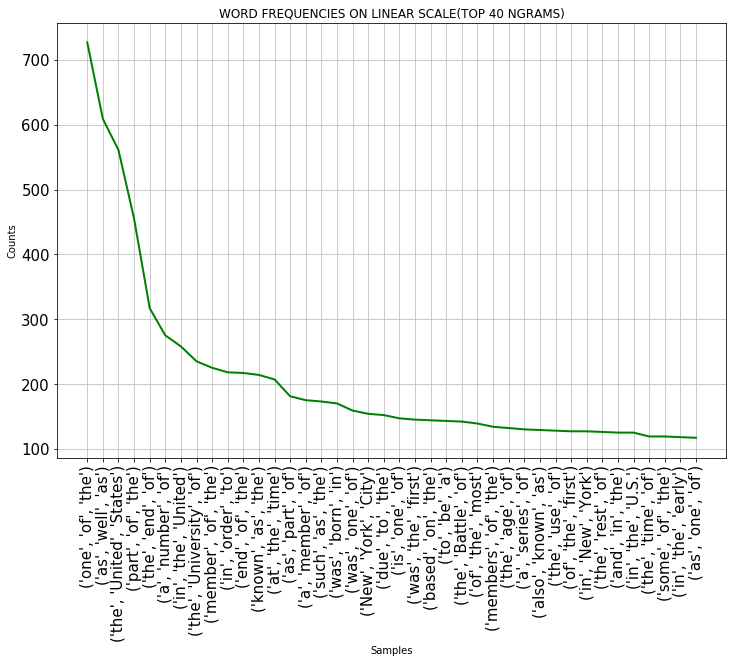 WORD FREQUENCIES ON LINEAR SCALE(TOP 40 NGRAMS)
Counts
700
600
500
400
300
200
100
('one', 'of', 'the')
('as', 'well', 'as')
('the', 'United', 'States')
('part', 'of', 'the')
('the', 'end', 'of')
('a', 'number', 'of')
('in', 'the', 'United')
('the', 'University', 'of')
('member', 'of', 'the')
('in', 'order', 'to')
('end', 'of', 'the')
('known', 'as', 'the')
('at', 'the', 'time')
('as', 'part', 'of')
('a', 'member', 'of')
('such', 'as', 'the')
('was', 'born', 'in')
('was', 'one', 'of')
('New', 'York', 'City')
('due', 'to', 'the')
('is', 'one', 'of')
('was', 'the', 'first')
('based', 'on', 'the')
('to', 'be', 'a')
('the', 'Battle', 'of')
('of', 'the', 'most')
('members', 'of', 'the')
('the', 'age', 'of')
('a', 'series', 'of')
('also', 'known', 'as')
('the', 'use', 'of')
('of', 'the', 'first')
('in', 'New', 'York')
('the', 'rest', 'of')
('and', 'in', 'the')
('in', 'the', 'U.S.')
('the', 'time', 'of')
('some', 'of', 'the')
('in', 'the', 'early')
('as', 'one', 'of')
Samples